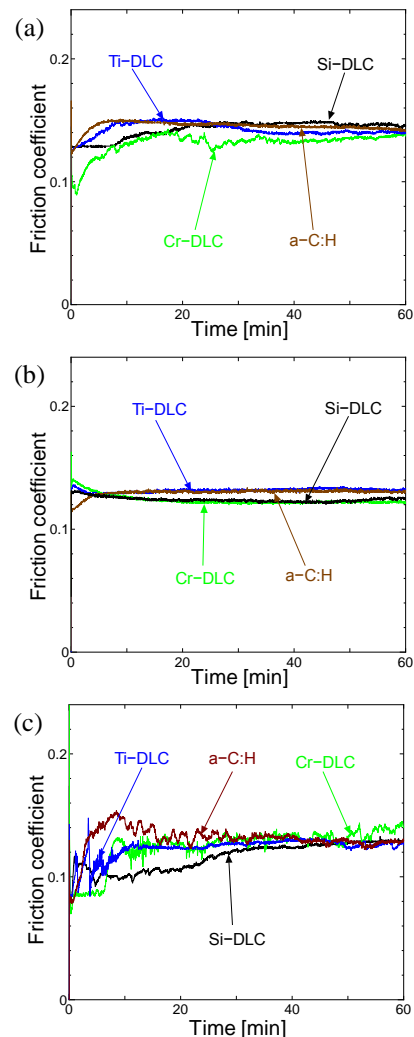 (a)
0.2
Ti−DLC
Si−DLC
Friction coefficient
0.1
Cr−DLC
a−C:H
0
0 20 40 60
Time [min]
(b)
0.2
Ti−DLC
Si−DLC
Friction coefficient
0.1
Cr−DLC
a−C:H
0
0 20 40 60
Time [min]
(c)
0.2
Ti−DLC
a−C:H
Cr−DLC
Friction coefficient
0.1
Si−DLC
0
0 10 20 30 40 50 60
Time [min]